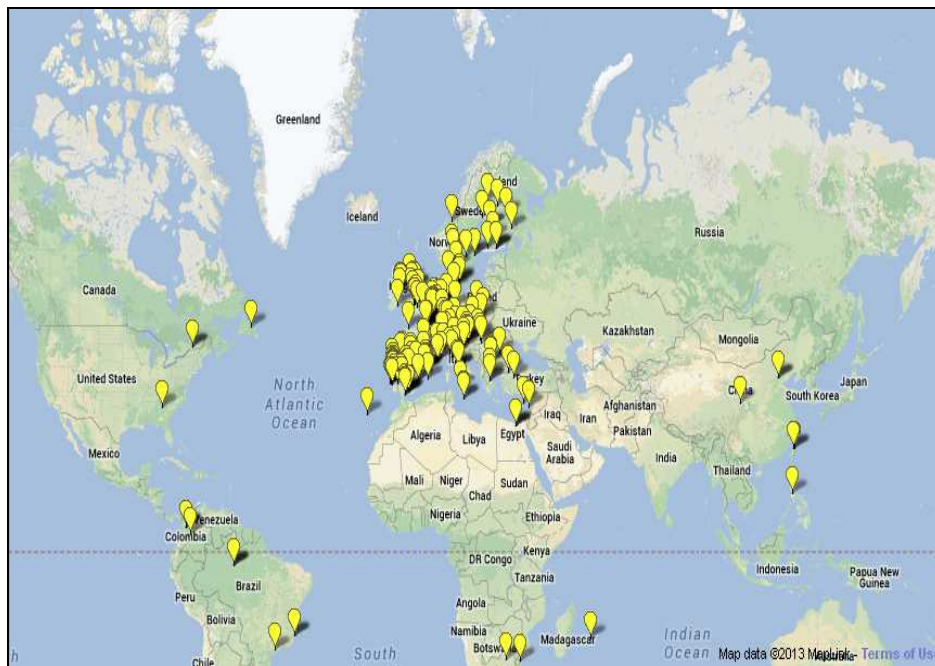 Greenland
Iceland
Sweden
Norw
Russia
Canada
Ukraine
Kazakhstan
Mongolia
United States
North
Atlantic
Ocean
Turkey
China
Japan
South Korea
Iraq
Iran
Afghanistan
Pakistan
Algeria
Libya
Egypt
Saudi
Arabia
India
Mexico
Mali
Niger
Chad
Sudan
Thailand
Nigeria
Ethiopia
Venezuela
Colombia
DR Congo
Kenya
Indonesia
Papua New
Guinea
Tanzania
Peru
Brazil
Bolivia
Angola
Namibia
Botsw
Madagascar
Chile
South
Indian
Ocean
Map data ©2013 MapLink - Terms of Us